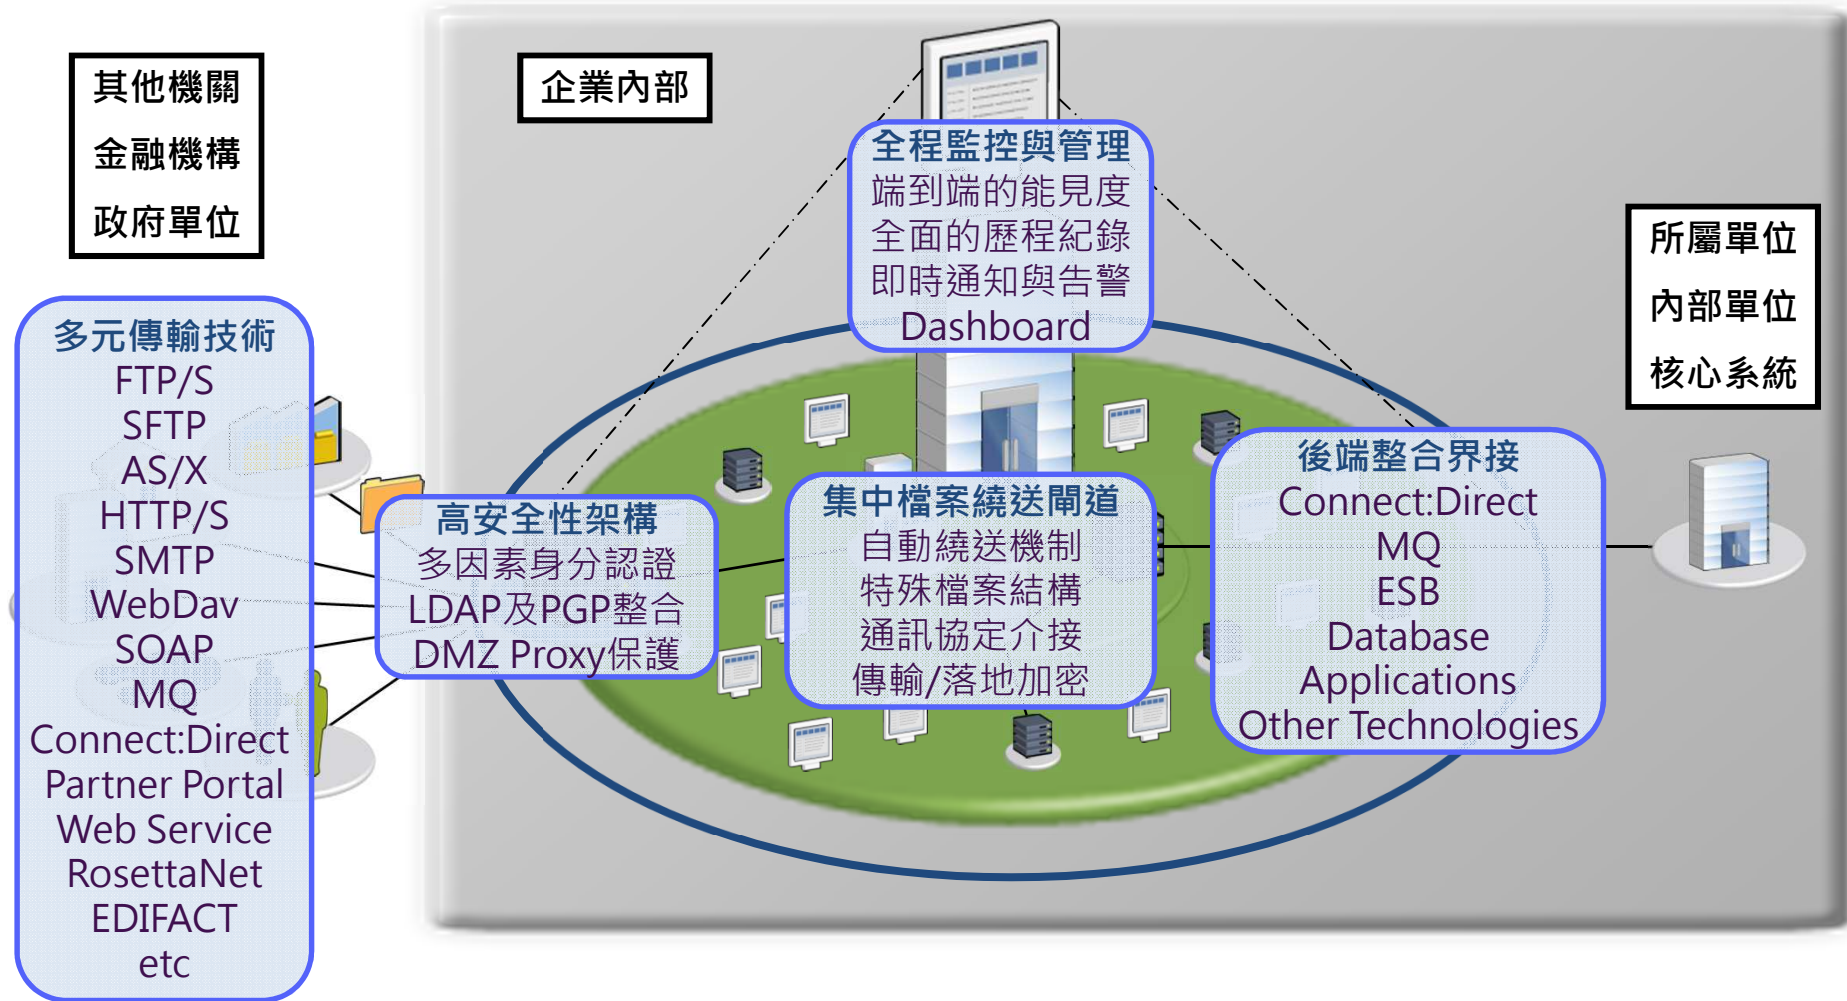 其他機關
金融機構
政府單位
企業內部
全程監控與管理
端到端的能見度
全面的歷程紀錄
即時通知與告警
Dashboard
所屬單位
內部單位
核心系統
多元傳輸技術
FTP/S
SFTP
AS/X
HTTP/S
SMTP
WebDav
SOAP
MQ
Connect:Direct
Partner Portal
Web Service
RosettaNet
EDIFACT
etc
高安全性架構
多因素身分認證
LDAP及PGP整合
DMZ Proxy保護
集中檔案繞送閘道
自動繞送機制
特殊檔案結構
通訊協定介接
傳輸/落地加密
後端整合界接
Connect:Direct
MQ
ESB
Database
Applications
Other Technologies